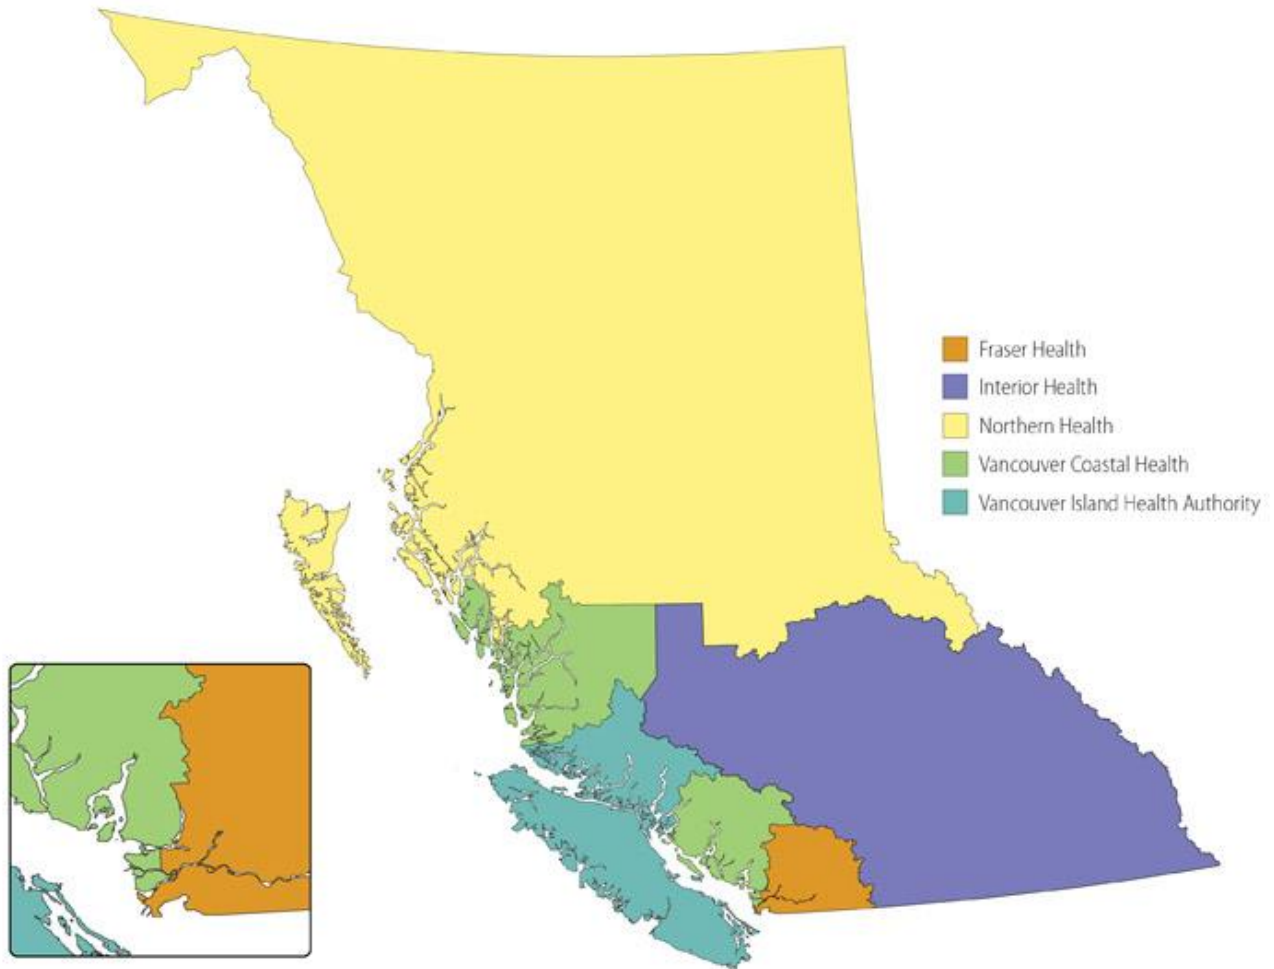 Fraser Health
Interior Health
Northern Health
Vancouver Coastal Health
Vancouver Island Health Authority